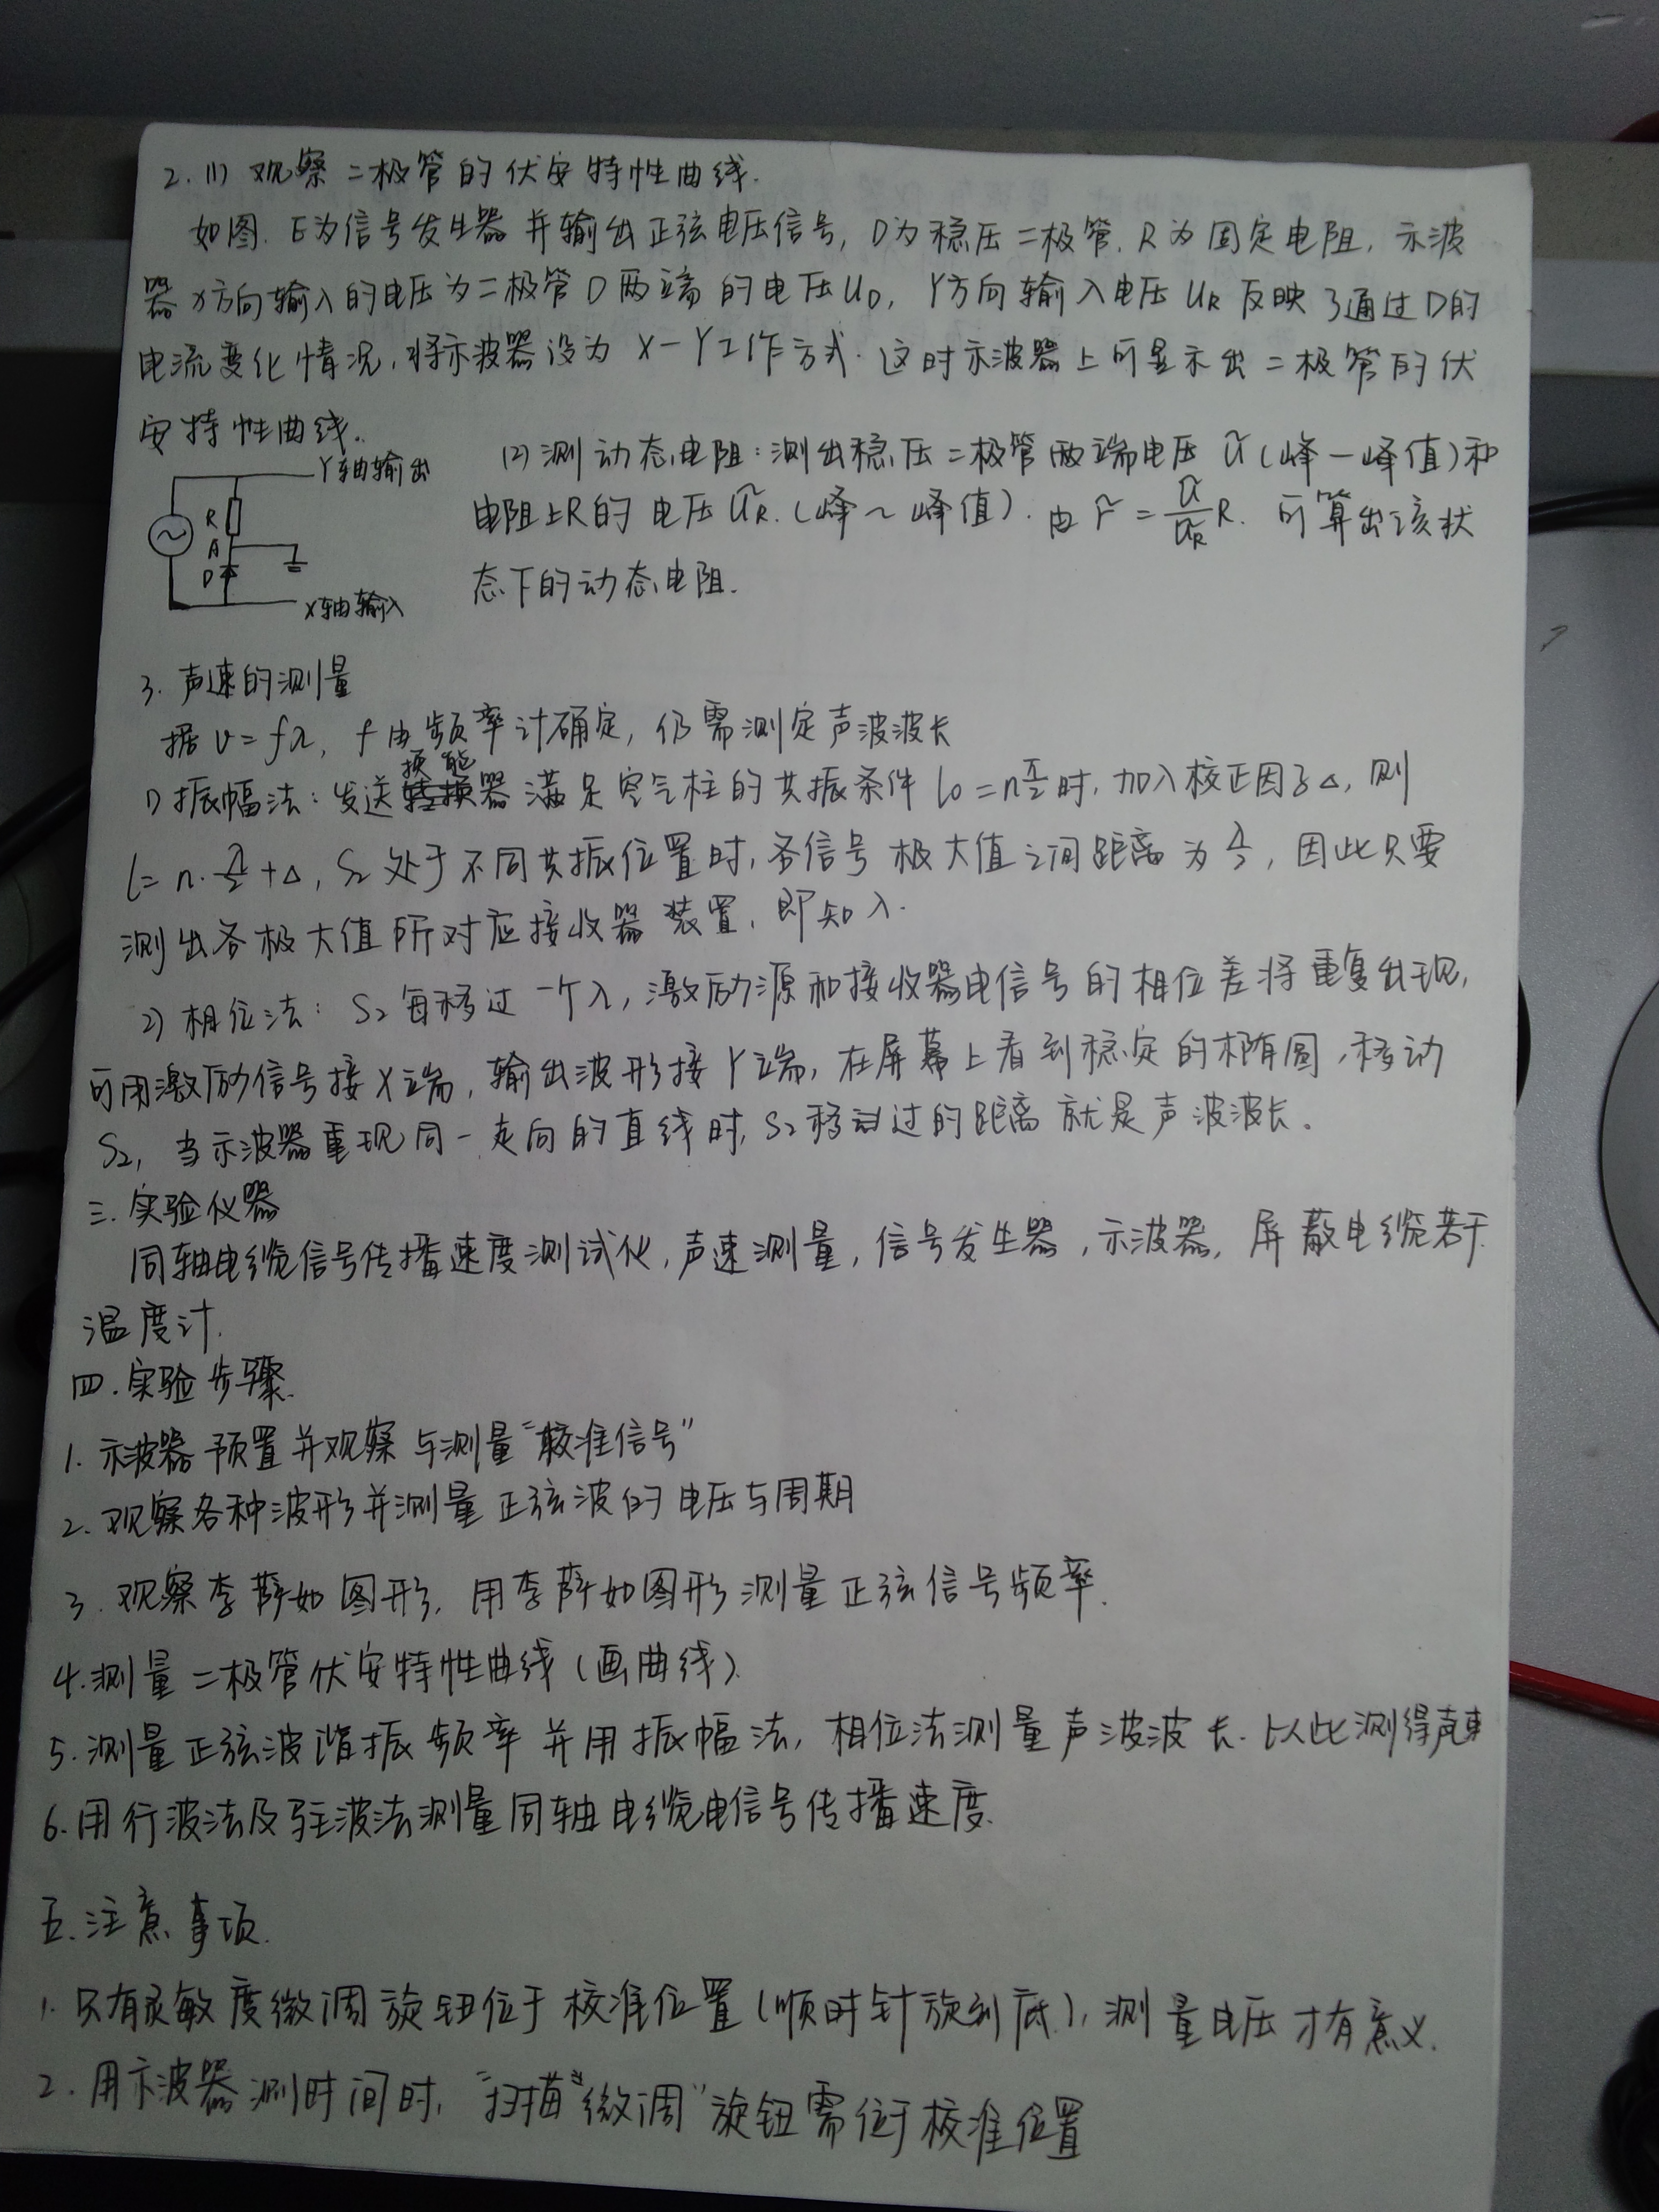 2. (1) 观察二极管的伏安特性曲线.
如图. E为信号发生器并输出正弦电压信号, D为稳压二极管. R为固定电阻, 示波
器X方向输入的电压为二极管D两端的电压U_D, Y方向输入电压U_R反映了通过D的
电流变化情况, 将示波器设为X-Y工作方式. 这时示波器上可显示出二极管的伏
安特性曲线.
Y轴输出
R
A
D
X轴输入
(2) 测动态电阻: 测出稳压二极管两端电压 ũ (峰-峰值) 和
电阻上R的电压 ũ_R. (峰~峰值). 由 r̃ = ũ/ũ_R R. 可算出该状
态下的动态电阻.
3. 声速的测量
据 v=fλ, f由频率计确定, 仍需测定声波波长
1) 振幅法: 发送换能器满足空气柱的共振条件 l₀=n λ/2 时, 加入校正因子Δ, 则
l=n·λ/2+Δ, S₂处于不同共振位置时, 各信号极大值之间距离为λ/2, 因此只要
测出各极大值所对应接收器装置, 即知λ.
2) 相位法: S₂每移过一个λ, 激励源和接收器电信号的相位差将重复出现,
可用激励信号接X端, 输出波形接Y端, 在屏幕上看到稳定的椭圆, 移动
S₂, 当示波器重现同一走向的直线时, S₂移动过的距离就是声波波长.
三. 实验仪器
同轴电缆信号传播速度测试仪, 声速测量, 信号发生器, 示波器, 屏蔽电缆若干
温度计.
四. 实验步骤.
1. 示波器预置并观察与测量“校准信号”
2. 观察各种波形并测量正弦波的电压与周期
3. 观察李萨如图形, 用李萨如图形测量正弦信号频率.
4. 测量二极管伏安特性曲线 (画曲线)
5. 测量正弦波谐振频率并用振幅法, 相位法测量声波波长. 以此测得声速
6. 用行波法及驻波法测量同轴电缆电信号传播速度.
五. 注意事项.
1. 只有灵敏度微调旋钮位于校准位置 (顺时针旋到底), 测量电压才有意义.
2. 用示波器测时间时, “扫描”“微调”旋钮需位于校准位置